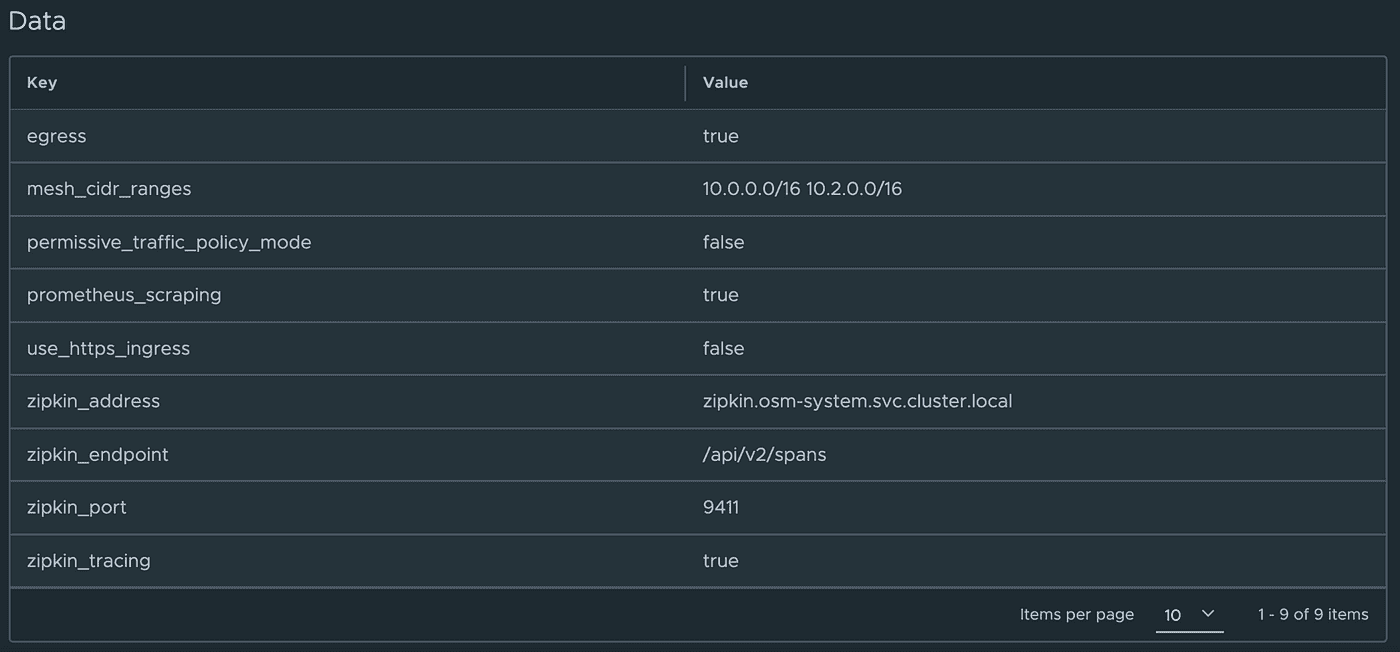 Data
Key Value
egress true
mesh_cidr_ranges 10.0.0.0/16 10.2.0.0/16
permissive_traffic_policy_mode false
prometheus_scraping true
use_https_ingress false
zipkin_address zipkin.osm-system.svc.cluster.local
zipkin_endpoint /api/v2/spans
zipkin_port 9411
zipkin_tracing true
Items per page 10 1 - 9 of 9 items